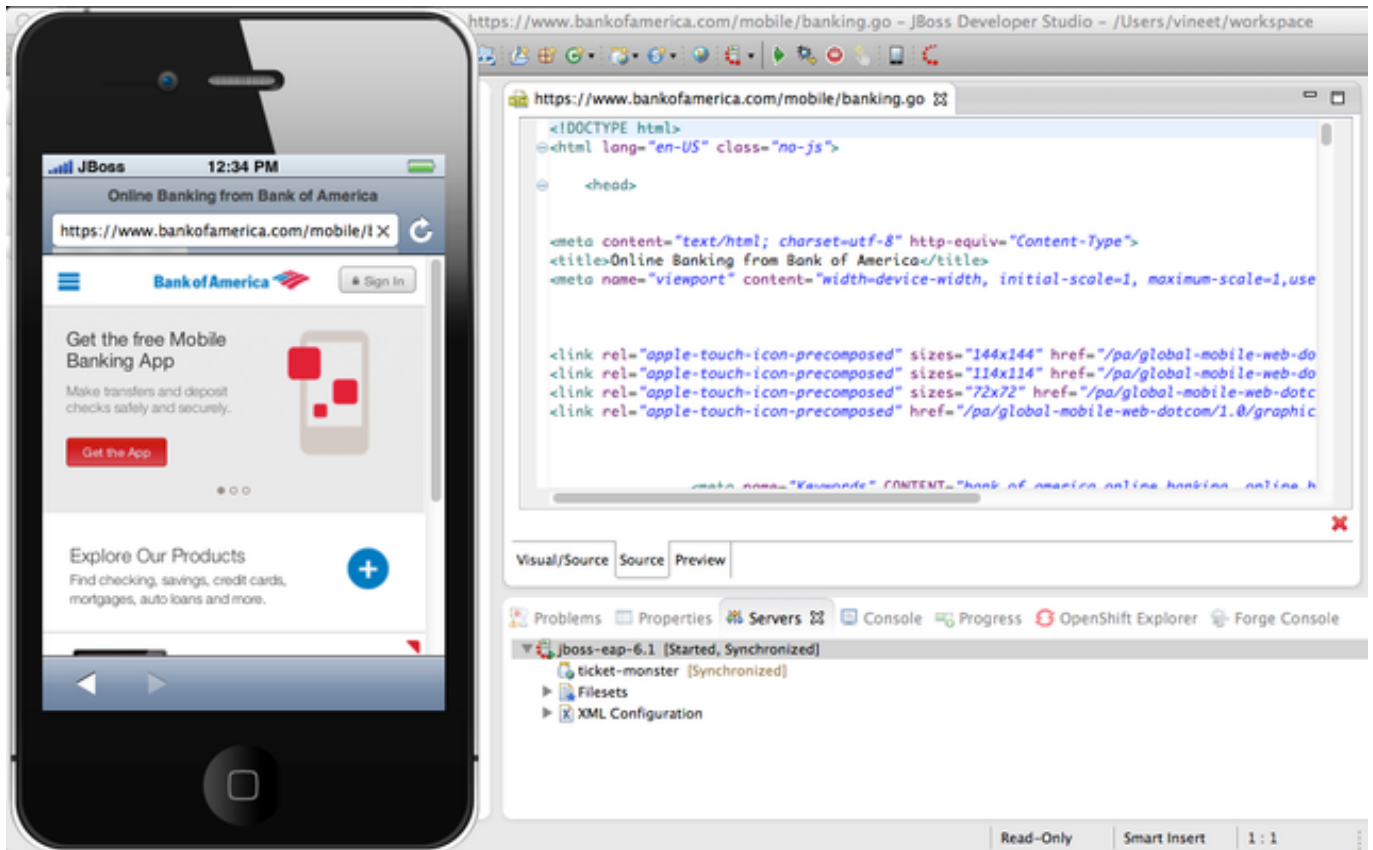 https://www.bankofamerica.com/mobile/banking.go – JBoss Developer Studio – /Users/vineet/workspace
JBoss 12:34 PM
Online Banking from Bank of America
https://www.bankofamerica.com/mobile/
Bank of America
Sign In
Get the free Mobile
Banking App
Make transfers and deposit
checks safely and securely.
Get the App
Explore Our Products
Find checking, savings, credit cards,
mortgages, auto loans and more.
https://www.bankofamerica.com/mobile/banking.go
<!DOCTYPE html>
<html lang="en-US" class="no-js">
<head>
<meta content="text/html; charset=utf-8" http-equiv="Content-Type">
<title>Online Banking from Bank of America</title>
<meta name="viewport" content="width=device-width, initial-scale=1, maximum-scale=1,use
<link rel="apple-touch-icon-precomposed" sizes="144x144" href="/pa/global-mobile-web-do
<link rel="apple-touch-icon-precomposed" sizes="114x114" href="/pa/global-mobile-web-do
<link rel="apple-touch-icon-precomposed" sizes="72x72" href="/pa/global-mobile-web-dotc
<link rel="apple-touch-icon-precomposed" href="/pa/global-mobile-web-dotcom/1.0/graphic
<meta name="Keywords" CONTENT="bank of america online banking, online b
Visual/Source Source Preview
Problems Properties Servers Console Progress OpenShift Explorer Forge Console
jboss-eap-6.1 [Started, Synchronized]
ticket-monster [Synchronized]
Filesets
XML Configuration
Read-Only Smart Insert 1 : 1